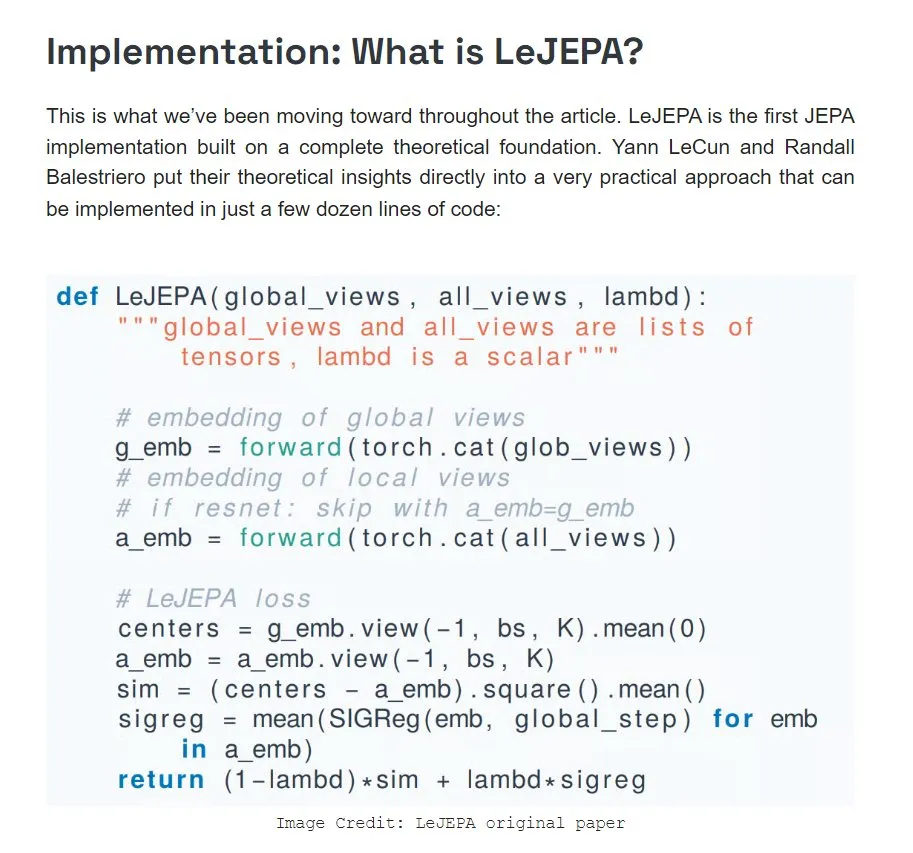 Implementation: What is LeJEPA?
This is what we’ve been moving toward throughout the article. LeJEPA is the first JEPA
implementation built on a complete theoretical foundation. Yann LeCun and Randall
Balestriero put their theoretical insights directly into a very practical approach that can
be implemented in just a few dozen lines of code:
def LeJEPA(global_views, all_views, lambd):
"""global_views and all_views are lists of
tensors, lambd is a scalar"""
# embedding of global views
g_emb = forward(torch.cat(glob_views))
# embedding of local views
# if resnet: skip with a_emb=g_emb
a_emb = forward(torch.cat(all_views))
# LeJEPA loss
centers = g_emb.view(-1, bs, K).mean(0)
a_emb = a_emb.view(-1, bs, K)
sim = (centers - a_emb).square().mean()
sigreg = mean(SIGReg(emb, global_step) for emb
in a_emb)
return (1-lambd)*sim + lambd*sigreg
Image Credit: LeJEPA original paper